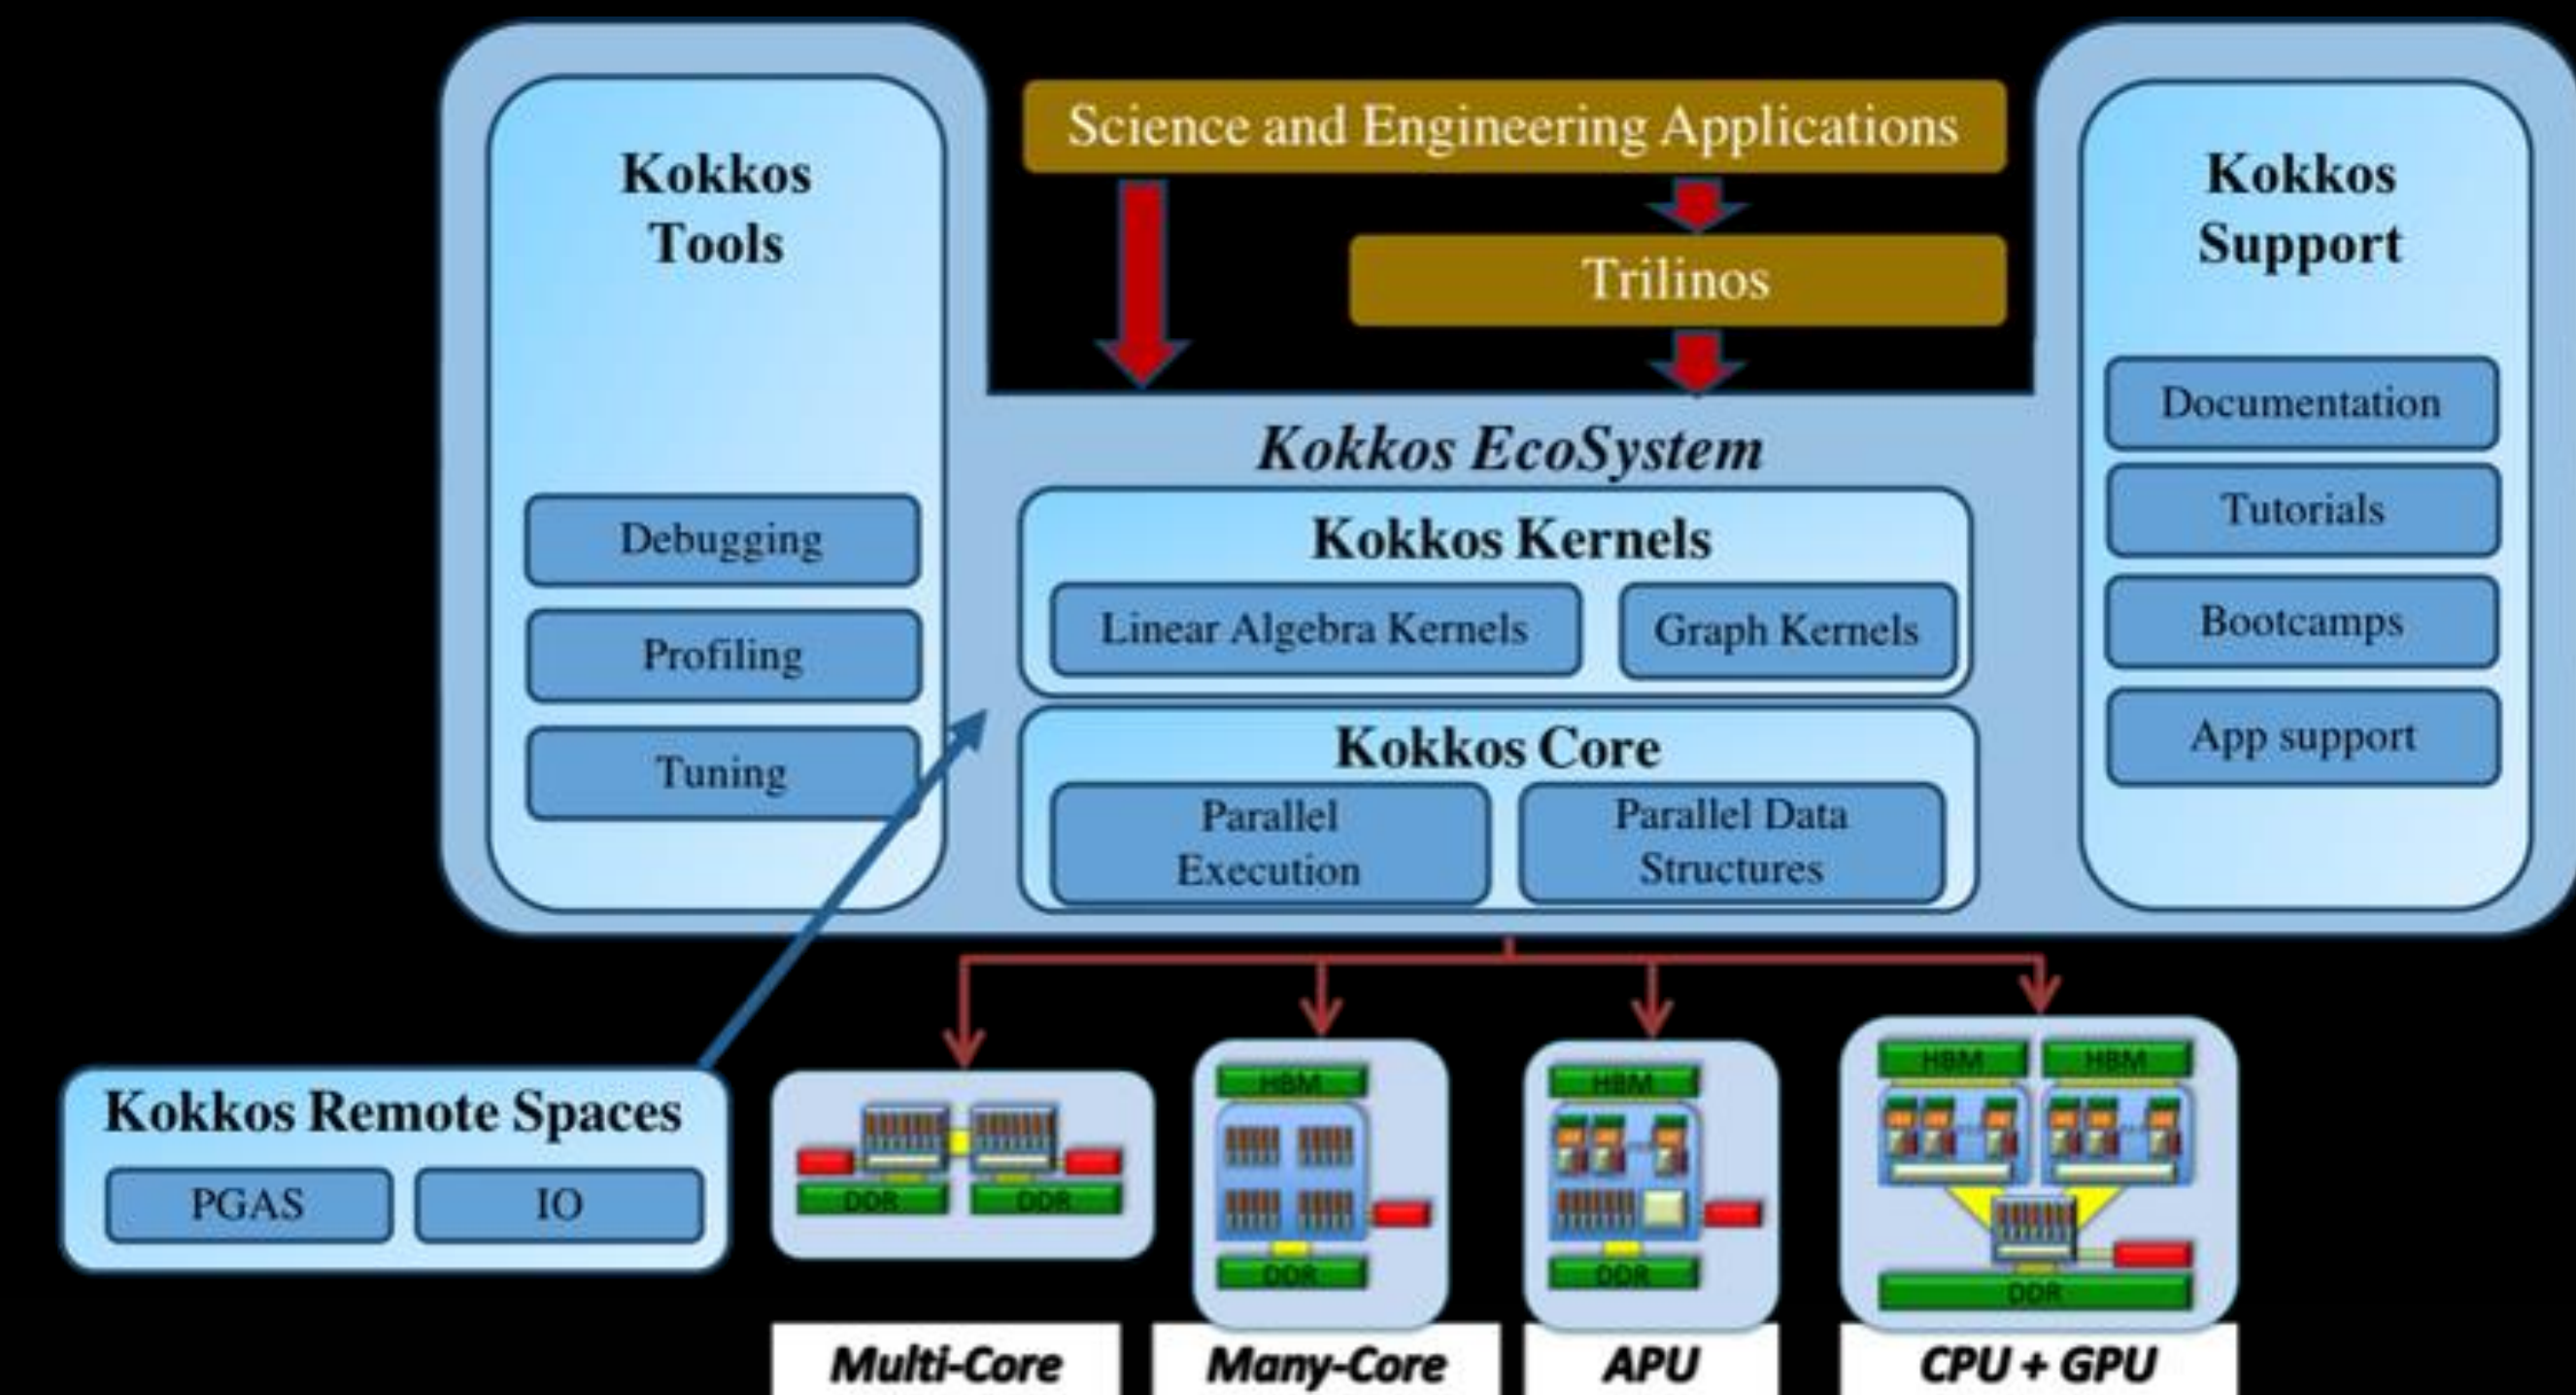 Kokkos
Tools
Debugging
Profiling
Tuning
Science and Engineering Applications
Trilinos
Kokkos EcoSystem
Kokkos Kernels
Linear Algebra Kernels
Graph Kernels
Kokkos Core
Parallel
Execution
Parallel Data
Structures
Kokkos
Support
Documentation
Tutorials
Bootcamps
App support
Kokkos Remote Spaces
PGAS
IO
DDR
DDR
Multi-Core
HBM
DDR
Many-Core
HBM
DDR
APU
HBM
HBM
DDR
CPU + GPU